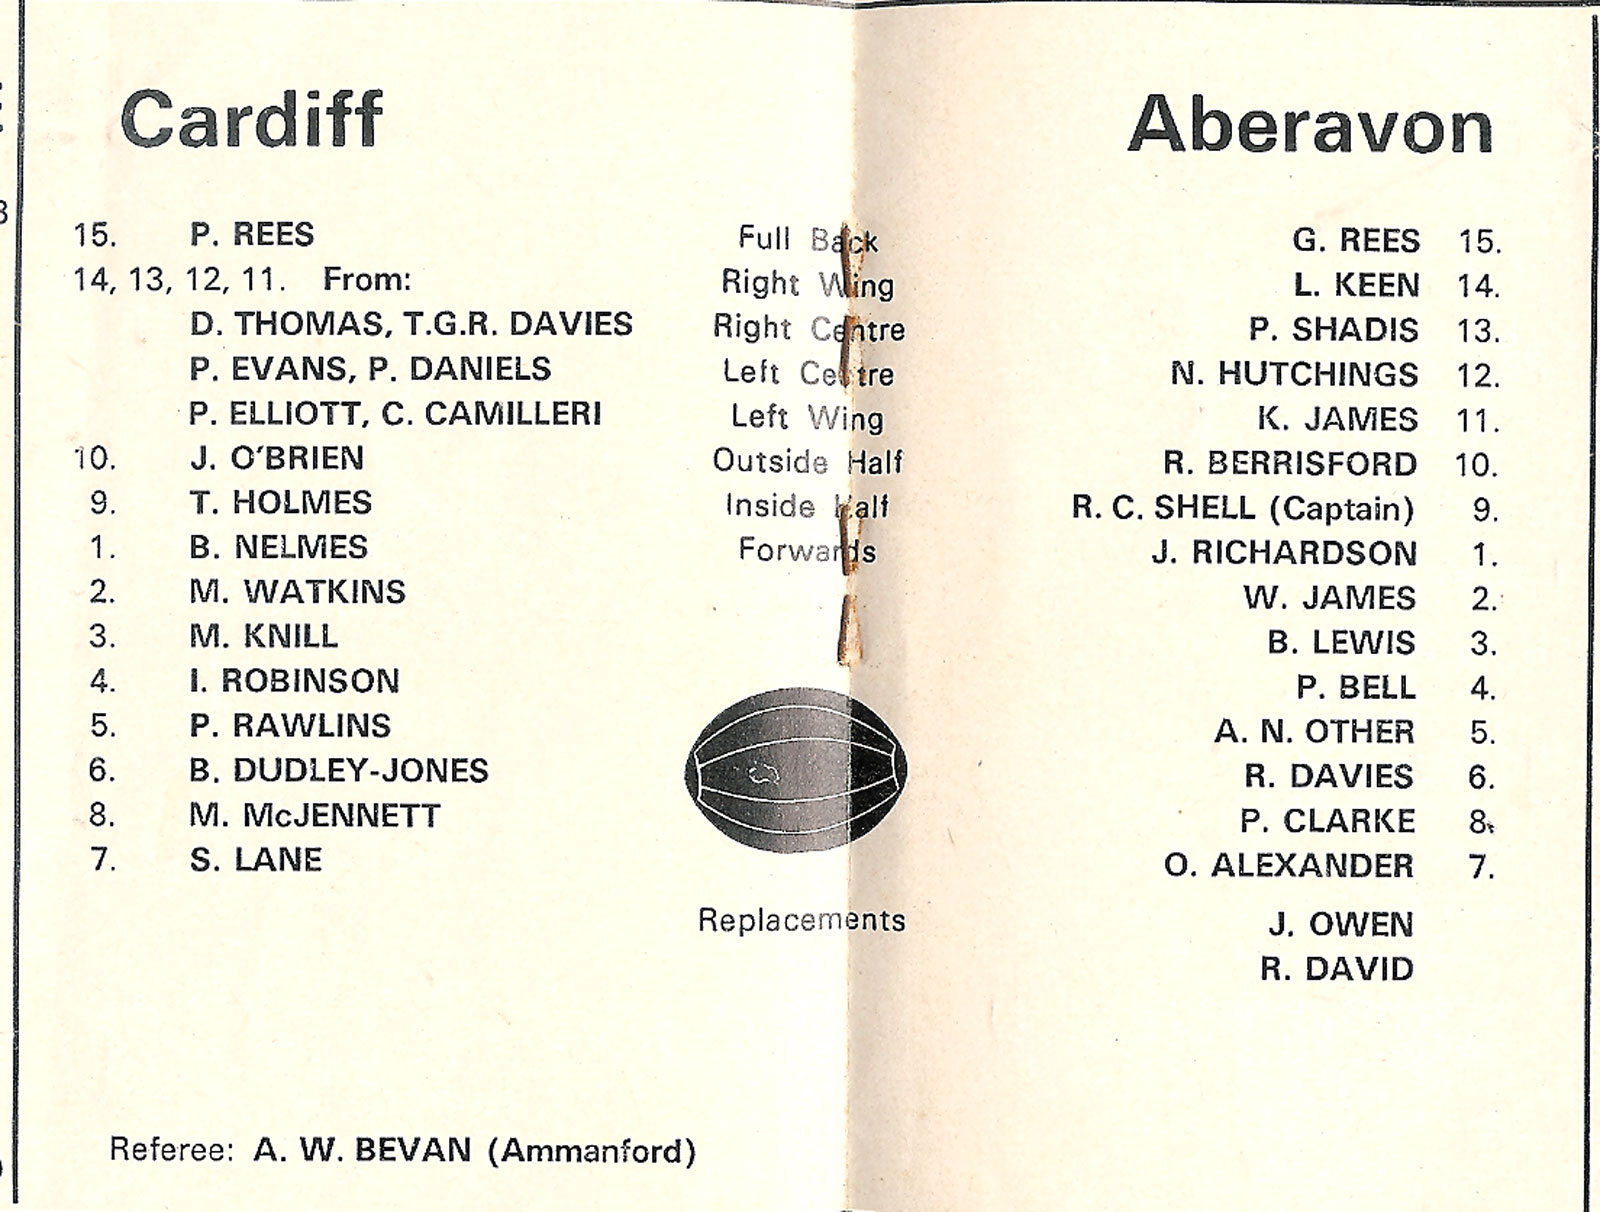 Cardiff Aberavon
15. P. REES Full Back G. REES 15.
14, 13, 12, 11. From: Right Wing L. KEEN 14.
D. THOMAS, T.G.R. DAVIES Right Centre P. SHADIS 13.
P. EVANS, P. DANIELS Left Centre N. HUTCHINGS 12.
P. ELLIOTT, C. CAMILLERI Left Wing K. JAMES 11.
10. J. O'BRIEN Outside Half R. BERRISFORD 10.
9. T. HOLMES Inside Half R. C. SHELL (Captain) 9.
1. B. NELMES Forwards J. RICHARDSON 1.
2. M. WATKINS W. JAMES 2.
3. M. KNILL B. LEWIS 3.
4. I. ROBINSON P. BELL 4.
5. P. RAWLINS A. N. OTHER 5.
6. B. DUDLEY-JONES R. DAVIES 6.
8. M. McJENNETT P. CLARKE 8.
7. S. LANE O. ALEXANDER 7.
Replacements J. OWEN
R. DAVID
Referee: A. W. BEVAN (Ammanford)